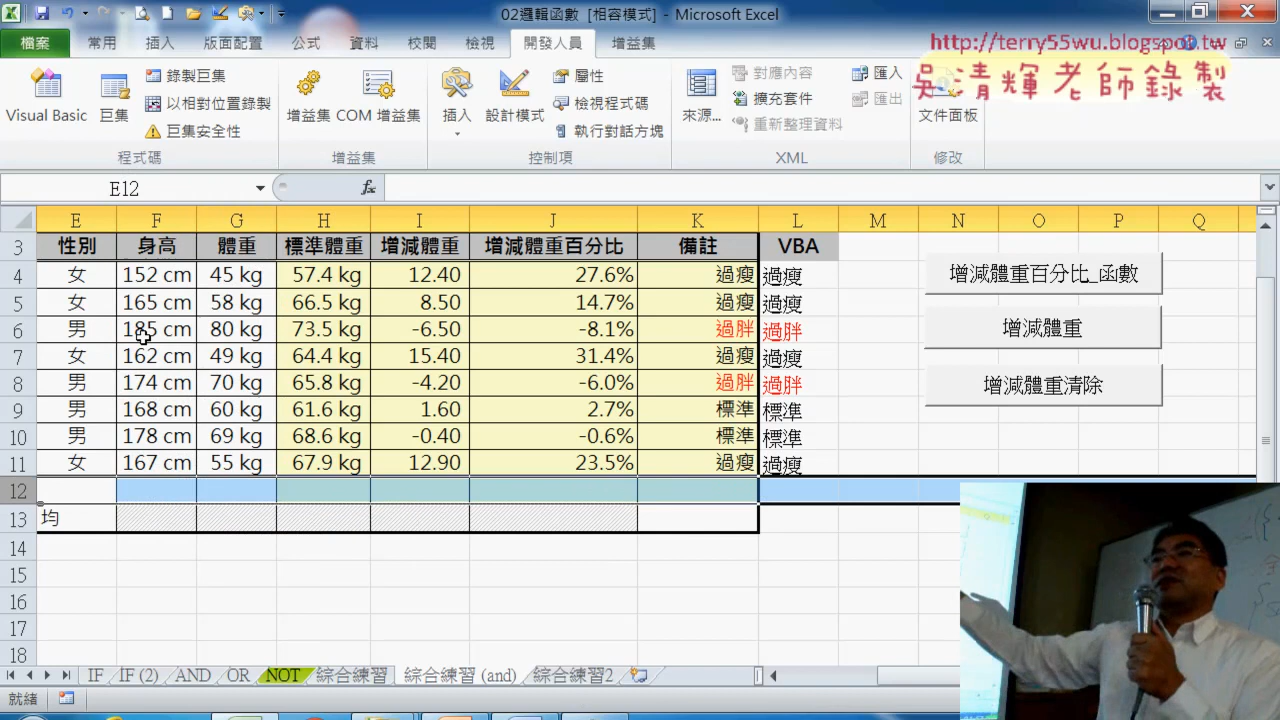 02邏輯函數 [相容模式] - Microsoft Excel
http://terry55wu.blogspot.tw
吳清輝老師錄製
檔案 常用 插入 版面配置 公式 資料 校閱 檢視 開發人員 增益集
Visual Basic 巨集 錄製巨集 以相對位置錄製 巨集安全性 程式碼
增益集 COM 增益集 增益集
插入 設計模式 屬性 檢視程式碼 執行對話方塊 控制項
來源... 對應內容 擴充套件 重新整理資料 匯入 匯出 XML
文件面板 修改
E12 fx
E F G H I J K L M N O P Q
3 性別 身高 體重 標準體重 增減體重 增減體重百分比 備註 VBA
4 女 152 cm 45 kg 57.4 kg 12.40 27.6% 過瘦 過瘦
5 女 165 cm 58 kg 66.5 kg 8.50 14.7% 過瘦 過瘦
6 男 185 cm 80 kg 73.5 kg -6.50 -8.1% 過胖 過胖
7 女 162 cm 49 kg 64.4 kg 15.40 31.4% 過瘦 過瘦
8 男 174 cm 70 kg 65.8 kg -4.20 -6.0% 過胖 過胖
9 男 168 cm 60 kg 61.6 kg 1.60 2.7% 標準 標準
10 男 178 cm 69 kg 68.6 kg -0.40 -0.6% 標準 標準
11 女 167 cm 55 kg 67.9 kg 12.90 23.5% 過瘦 過瘦
12
13 均
14
15
16
17
18
增減體重百分比_函數
增減體重
增減體重清除
IF IF (2) AND OR NOT 綜合練習 綜合練習 (and) 綜合練習2
就緒